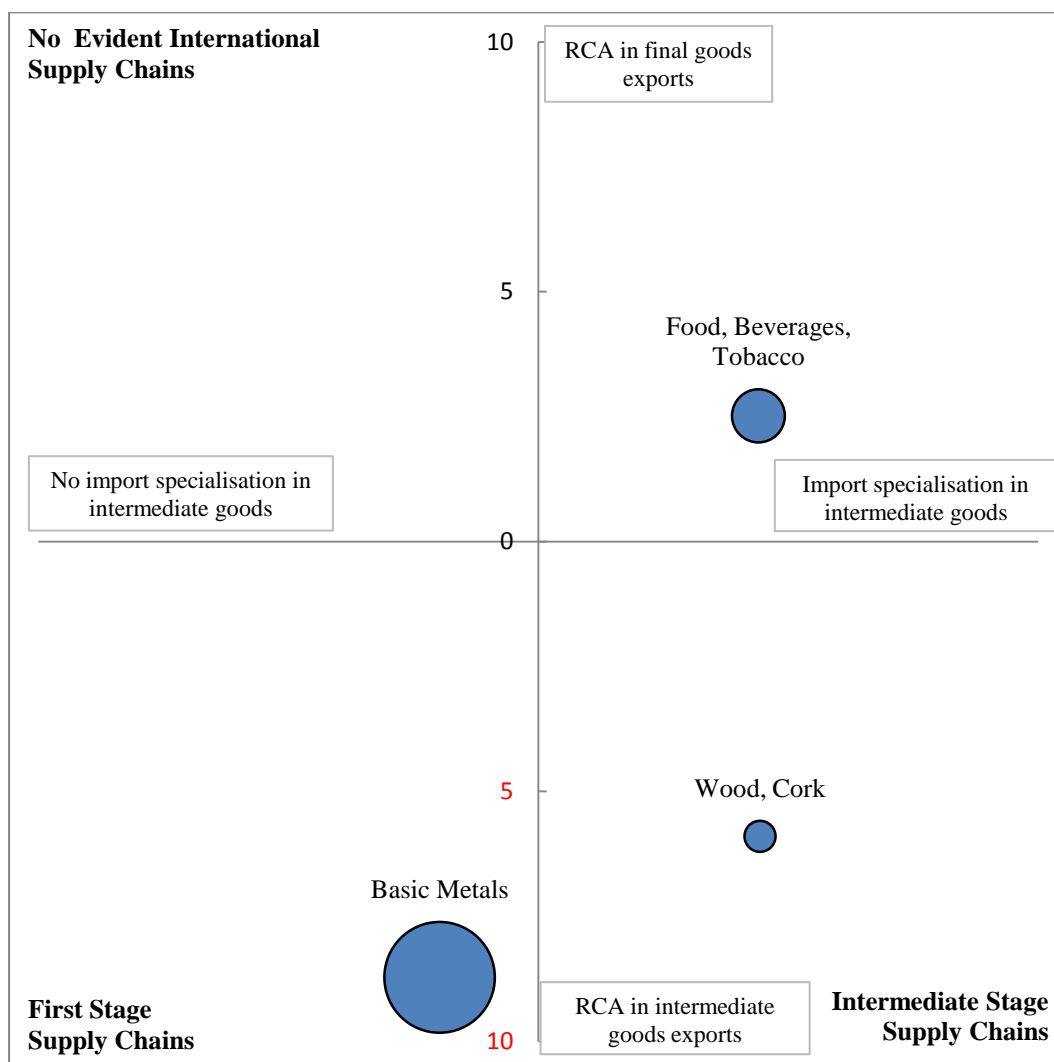 No Evident International
Supply Chains
10
RCA in final goods
exports
5
Food, Beverages,
Tobacco
No import specialisation in
intermediate goods
Import specialisation in
intermediate goods
0
5
Wood, Cork
Basic Metals
First Stage
Supply Chains
10
RCA in intermediate
goods exports
Intermediate Stage
Supply Chains